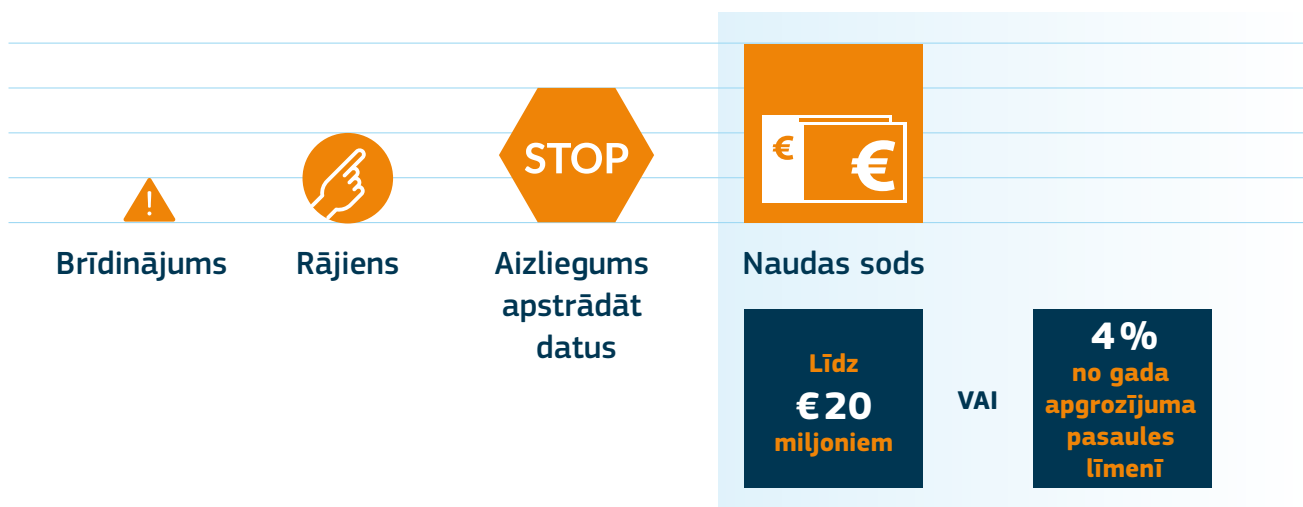 STOP
€
€
Brīdinājums
Rājiens
Aizliegums
apstrādāt
datus
Naudas sods
Līdz
€ 20
miljoniem
VAI
4 %
no gada
apgrozījuma
pasaules
līmenī